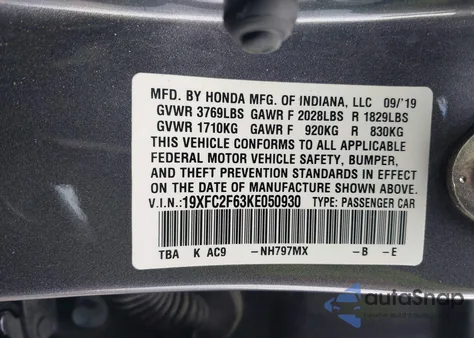 MFD. BY HONDA MFG. OF INDIANA, LLC 09/'19
GVWR 3769LBS GAWR F 2028LBS R 1829LBS
GVWR 1710KG GAWR F 920KG R 830KG
THIS VEHICLE CONFORMS TO ALL APPLICABLE
FEDERAL MOTOR VEHICLE SAFETY, BUMPER,
AND THEFT PREVENTION STANDARDS IN EFFECT
ON THE DATE OF MANUFACTURE SHOWN ABOVE.
V.I.N.:19XFC2F63KE050930 TYPE: PASSENGER CAR
TBA K AC9 -NH797MX -B -E
autaSnap